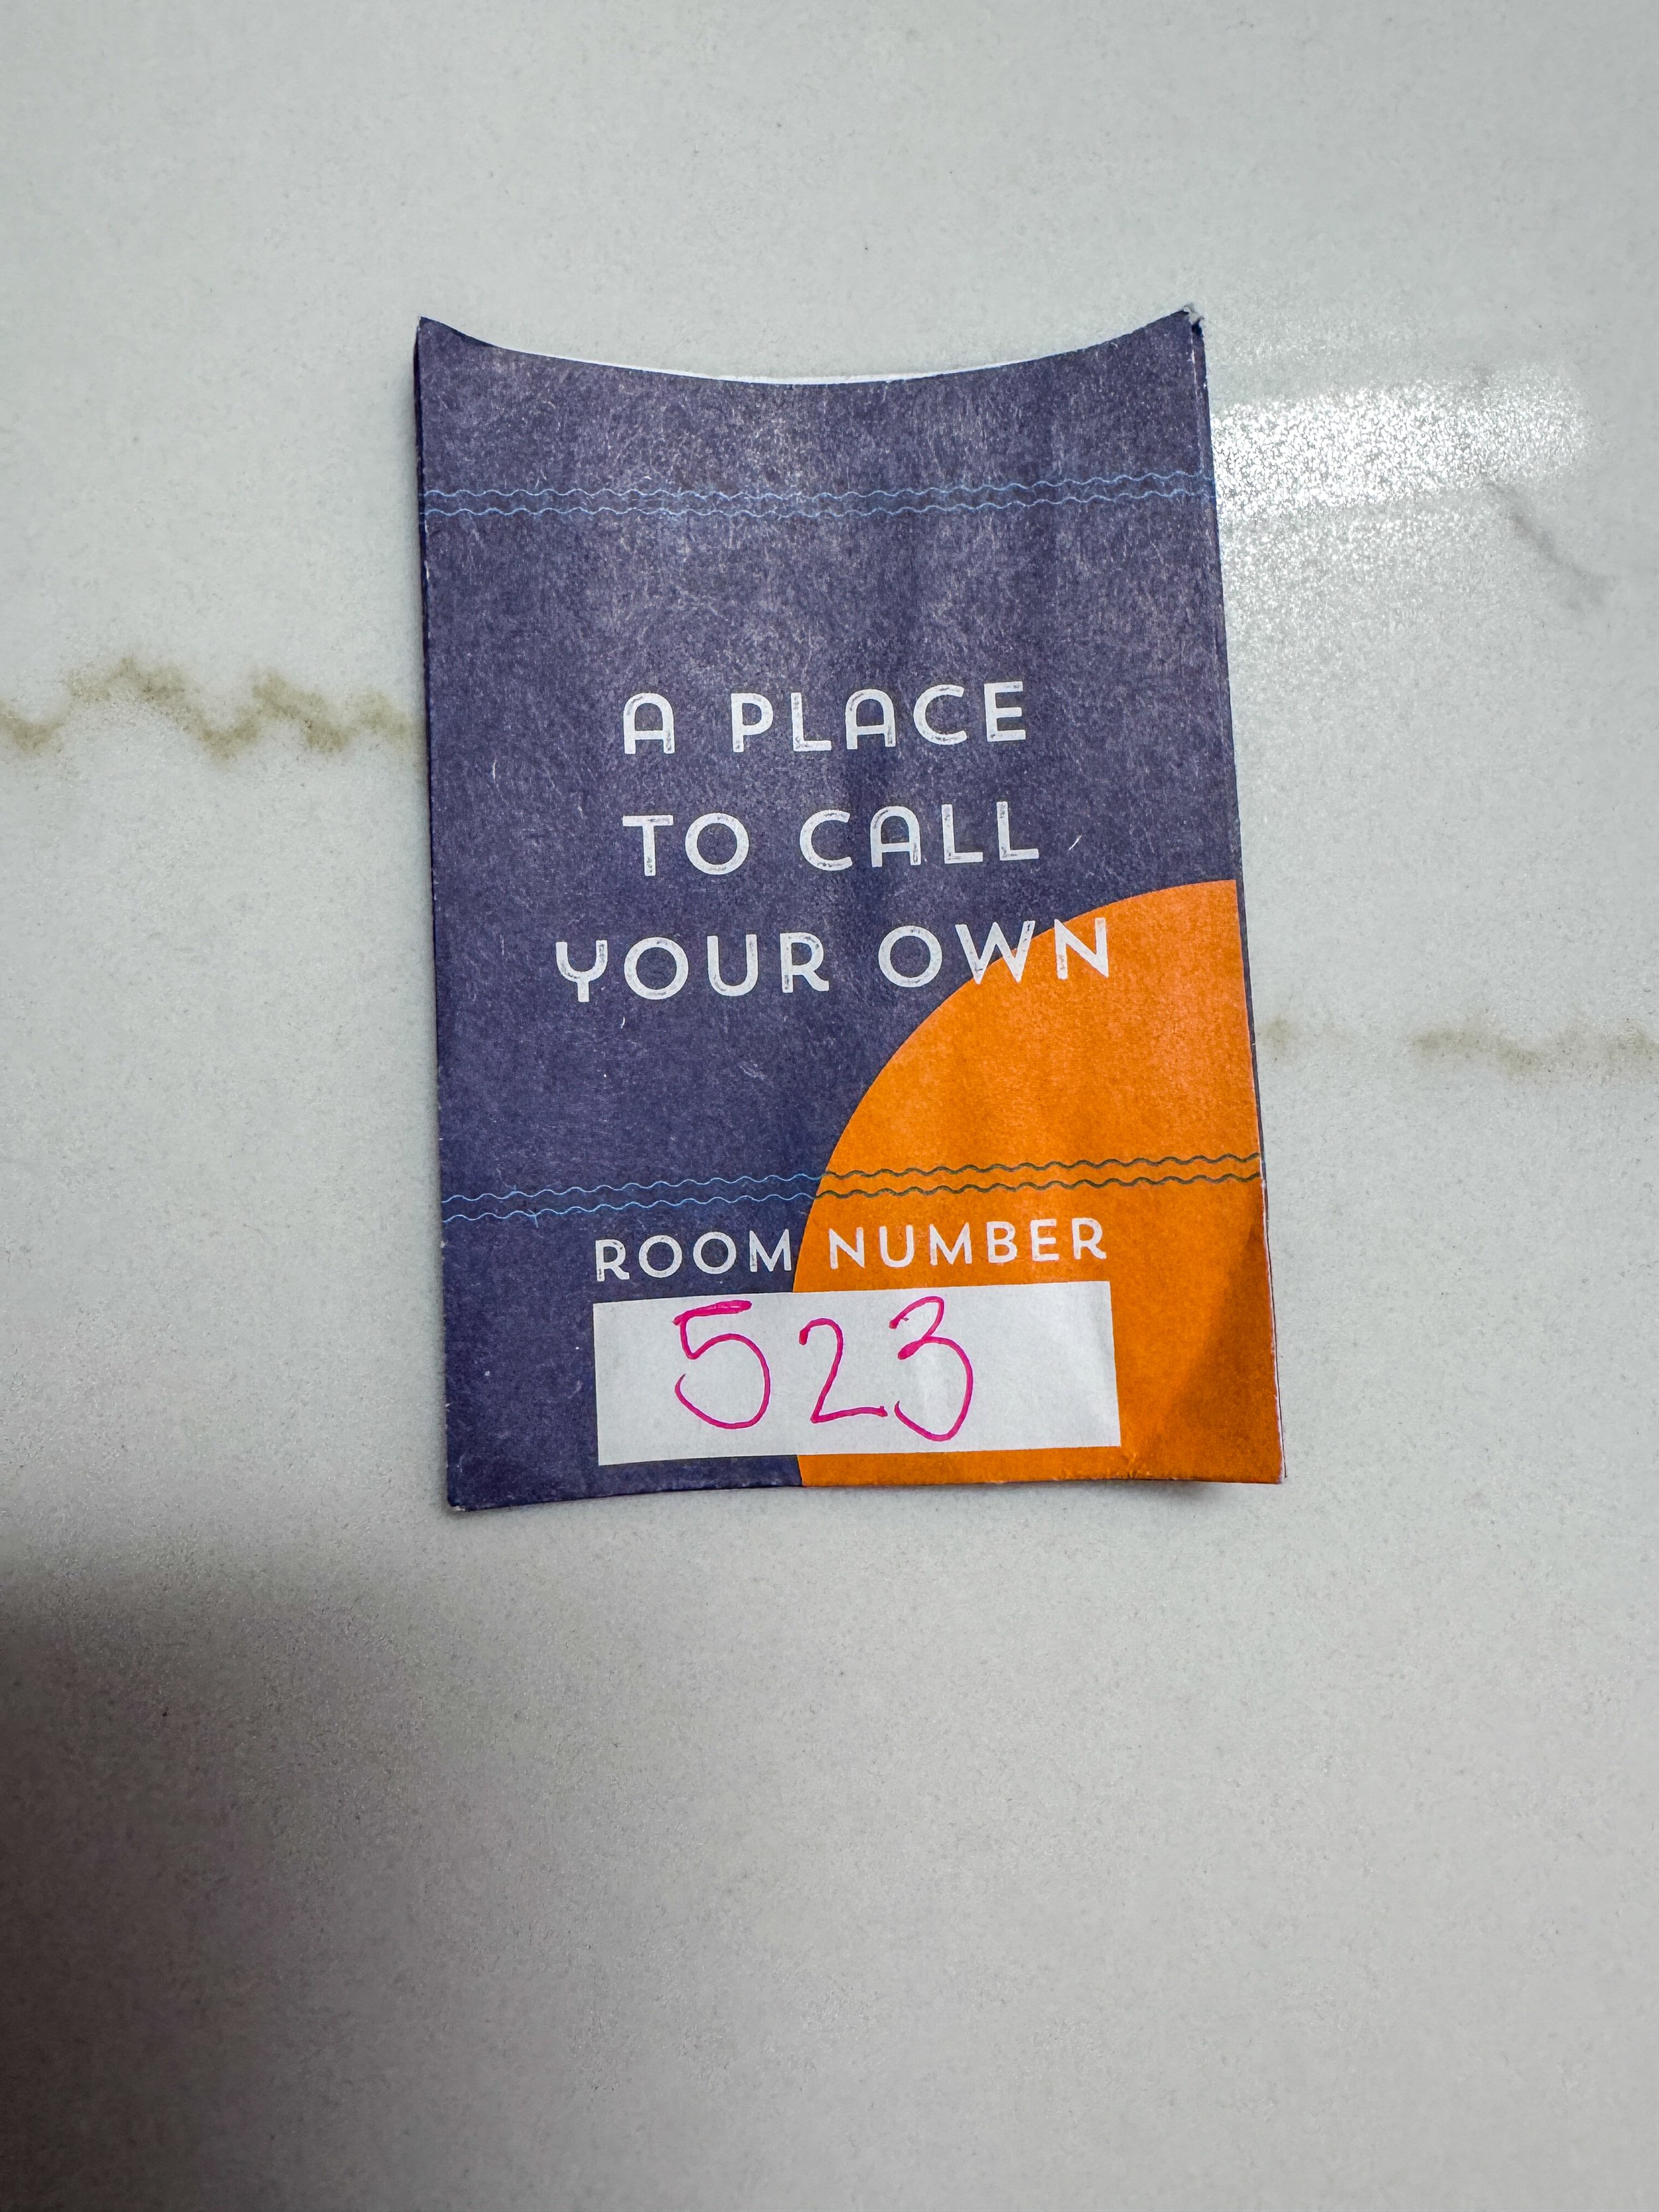 A PLACE
TO CALL
YOUR OWN
ROOM NUMBER
523